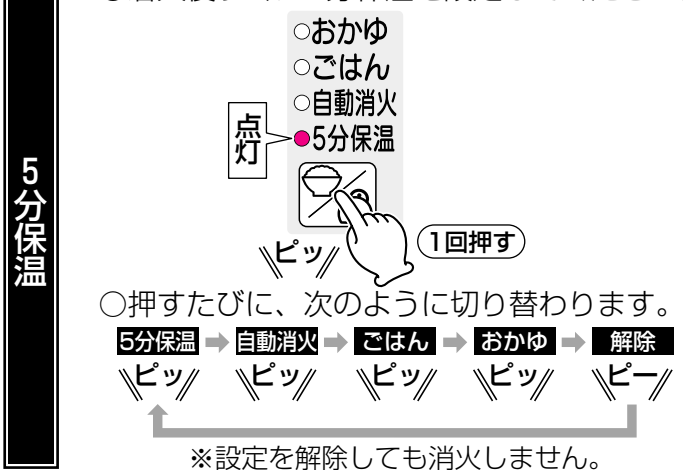 5分保温
○おかゆ
○ごはん
○自動消火
●5分保温
点灯
1回押す
ピッ
○押すたびに、次のように切り替わります。
5分保温 ➡ 自動消火 ➡ ごはん ➡ おかゆ ➡ 解除
ピッ ピッ ピッ ピッ ピー
※設定を解除しても消火しません。